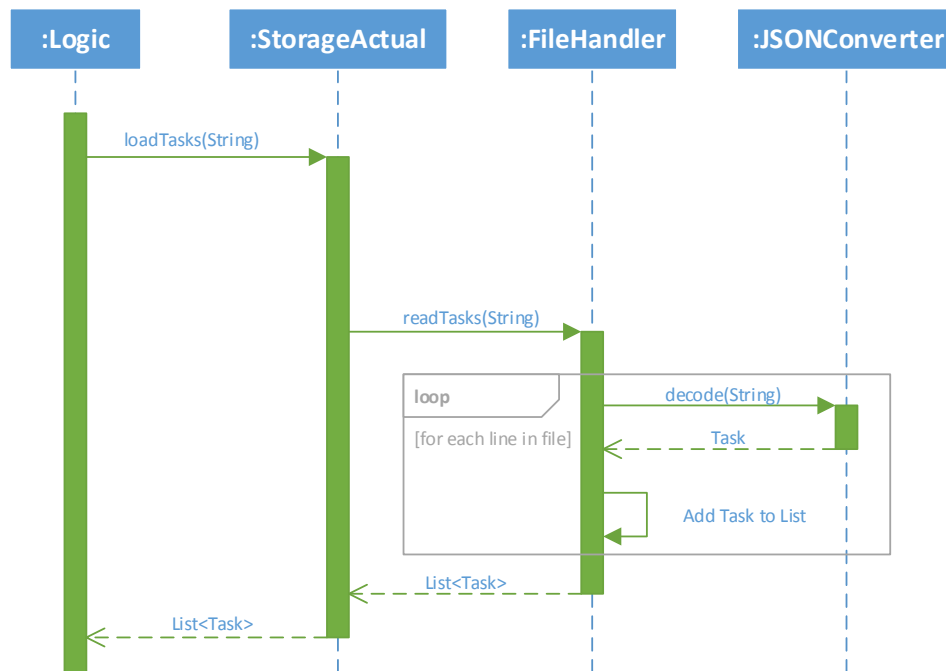 :Logic
:StorageActual
:FileHandler
:JSONConverter
loadTasks(String)
readTasks(String)
loop
decode(String)
[for each line in file]
Task
Add Task to List
List<Task>
List<Task>